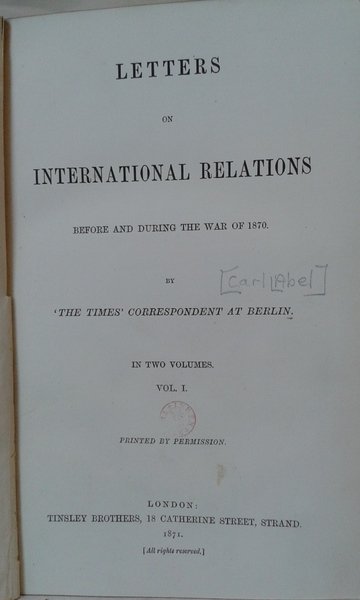 LETTERS
ON
INTERNATIONAL RELATIONS
BEFORE AND DURING THE WAR OF 1870.
BY
[Carl Abel]
'THE TIMES' CORRESPONDENT AT BERLIN.
IN TWO VOLUMES.
VOL. I.
PRINTED BY PERMISSION.
LONDON:
TINSLEY BROTHERS, 18 CATHERINE STREET, STRAND.
1871.
[All rights reserved.]